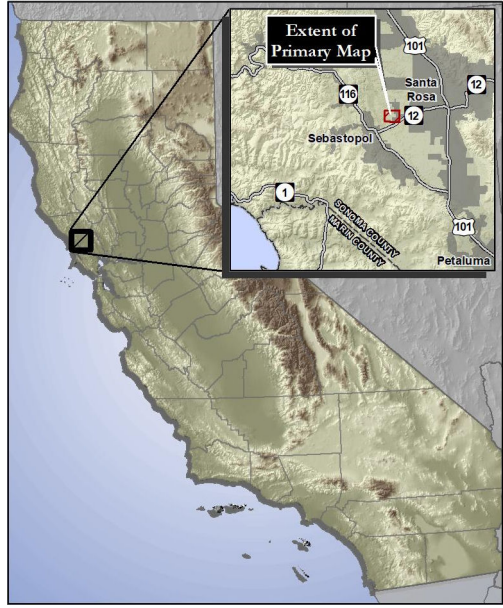 Extent of
Primary Map
101
116
Santa
Rosa
12
12
Sebastopol
1
SONOMA COUNTY
MARIN COUNTY
101
Petaluma